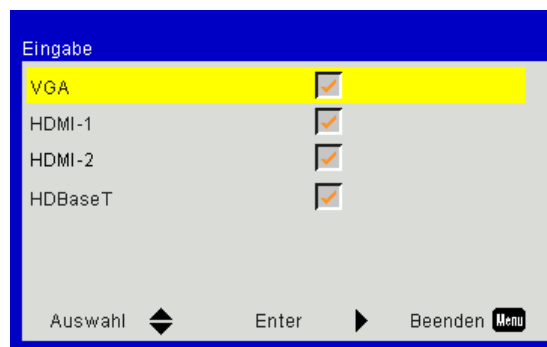 Eingabe
VGA
HDMI-1
HDMI-2
HDBaseT
Auswahl Enter Beenden Menu